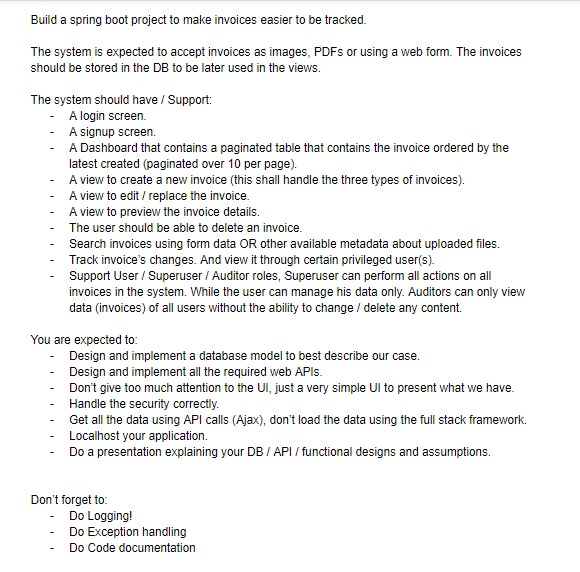 Build a spring boot project to make invoices easier to be tracked.
The system is expected to accept invoices as images, PDFs or using a web form. The invoices
should be stored in the DB to be later used in the views.
The system should have / Support:
- A login screen.
- A signup screen.
- A Dashboard that contains a paginated table that contains the invoice ordered by the
latest created (paginated over 10 per page).
- A view to create a new invoice (this shall handle the three types of invoices).
- A view to edit / replace the invoice.
- A view to preview the invoice details.
- The user should be able to delete an invoice.
- Search invoices using form data OR other available metadata about uploaded files.
- Track invoice's changes. And view it through certain privileged user(s).
- Support User / Superuser / Auditor roles, Superuser can perform all actions on all
invoices in the system. While the user can manage his data only. Auditors can only view
data (invoices) of all users without the ability to change / delete any content.
You are expected to:
- Design and implement a database model to best describe our case.
- Design and implement all the required web APIs.
- Don't give too much attention to the UI, just a very simple UI to present what we have.
- Handle the security correctly.
- Get all the data using API calls (Ajax), don't load the data using the full stack framework.
- Localhost your application.
- Do a presentation explaining your DB / API / functional designs and assumptions.
Don't forget to:
- Do Logging!
- Do Exception handling
- Do Code documentation